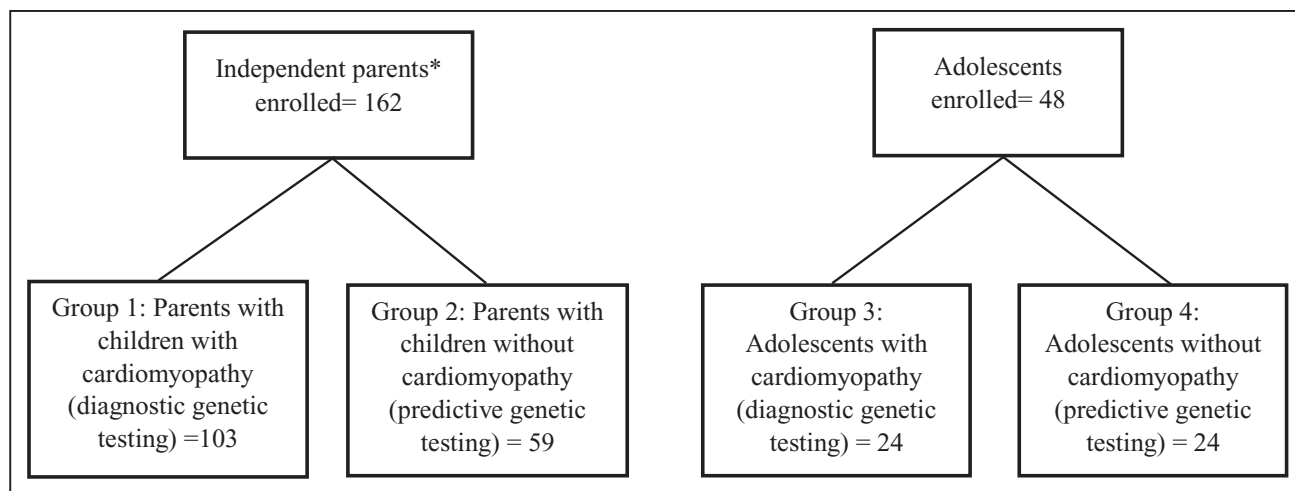 Independent parents*
enrolled= 162
Adolescents
enrolled= 48
Group 1: Parents with
children with
cardiomyopathy
(diagnostic genetic
testing) =103
Group 2: Parents with
children without
cardiomyopathy
(predictive genetic
testing) = 59
Group 3:
Adolescents with
cardiomyopathy
(diagnostic genetic
testing) = 24
Group 4:
Adolescents without
cardiomyopathy
(predictive genetic
testing) = 24